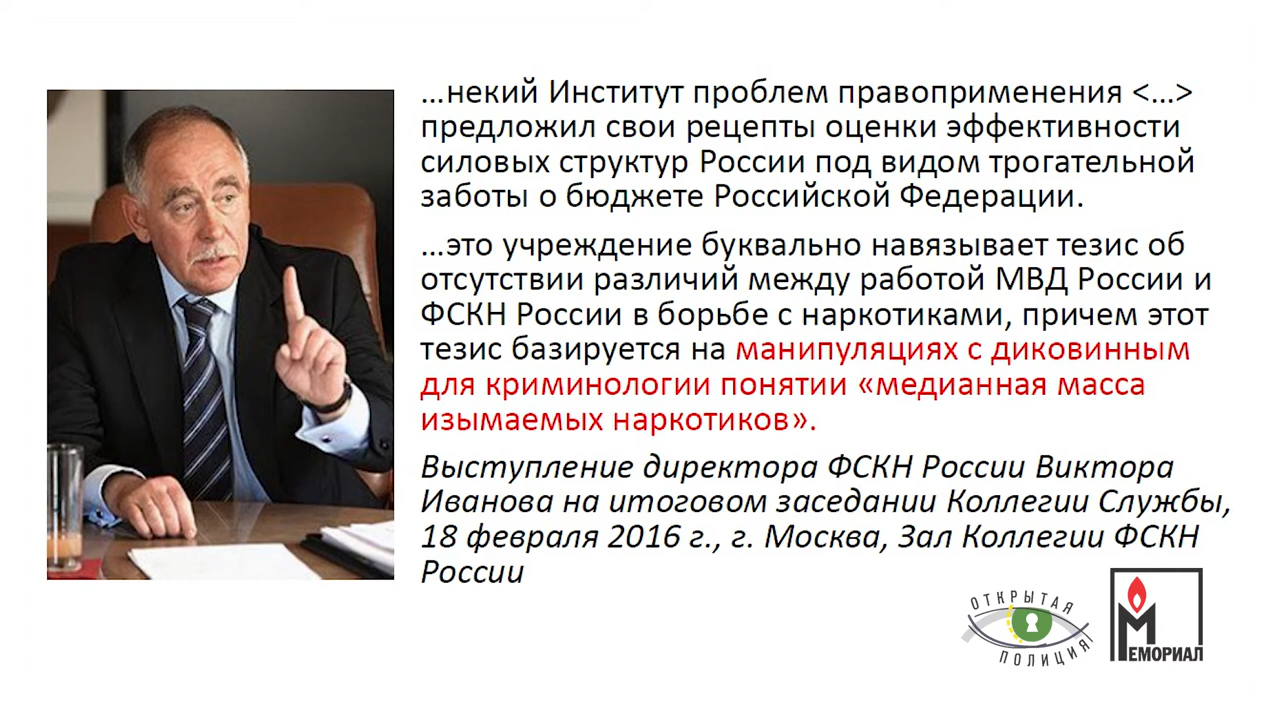 …некий Институт проблем правоприменения <…>
предложил свои рецепты оценки эффективности
силовых структур России под видом трогательной
заботы о бюджете Российской Федерации.
…это учреждение буквально навязывает тезис об
отсутствии различий между работой МВД России и
ФСКН России в борьбе с наркотиками, причем этот
тезис базируется на манипуляциях с диковинным
для криминологии понятии «медианная масса
изымаемых наркотиков».
Выступление директора ФСКН России Виктора
Иванова на итоговом заседании Коллегии Службы,
18 февраля 2016 г., г. Москва, Зал Коллегии ФСКН
России
ОТКРЫТАЯ
ПОЛИЦИЯ
МЕМОРИАЛ